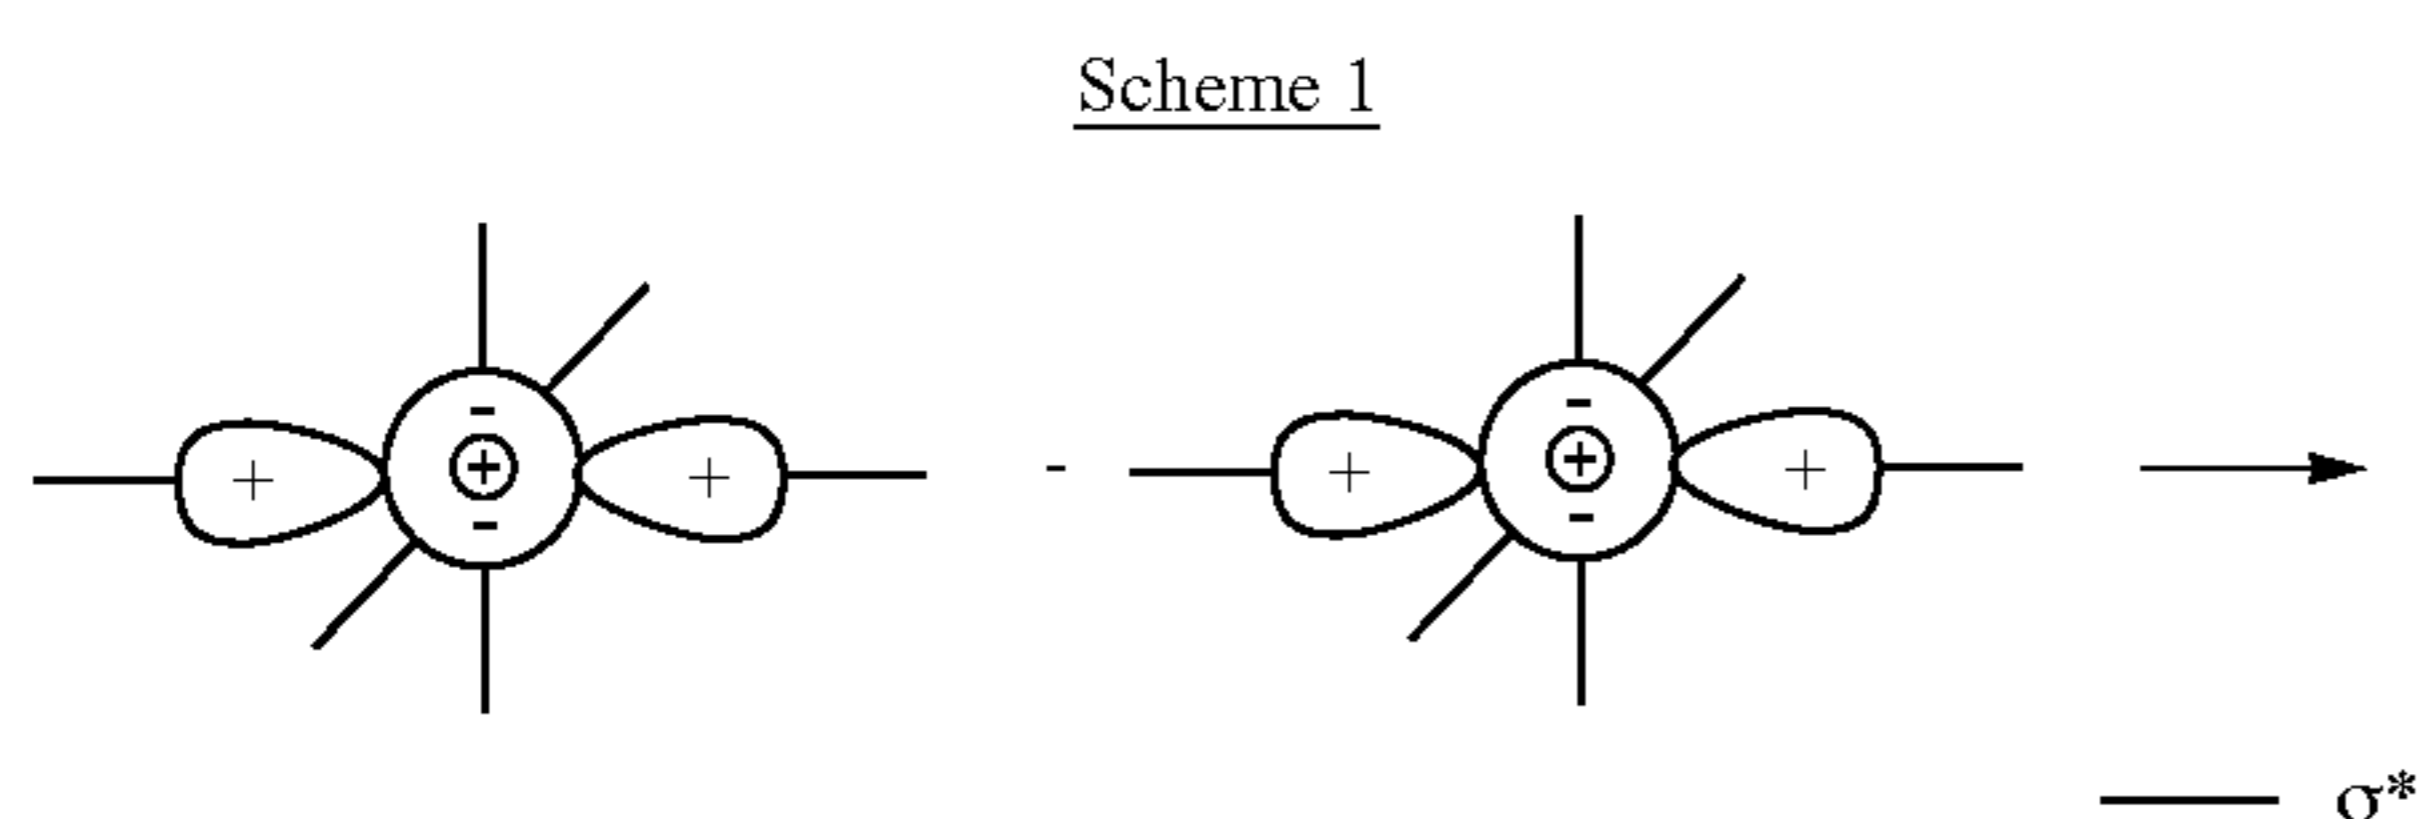 Scheme 1
- -
+ + + - + + +
- -
σ*